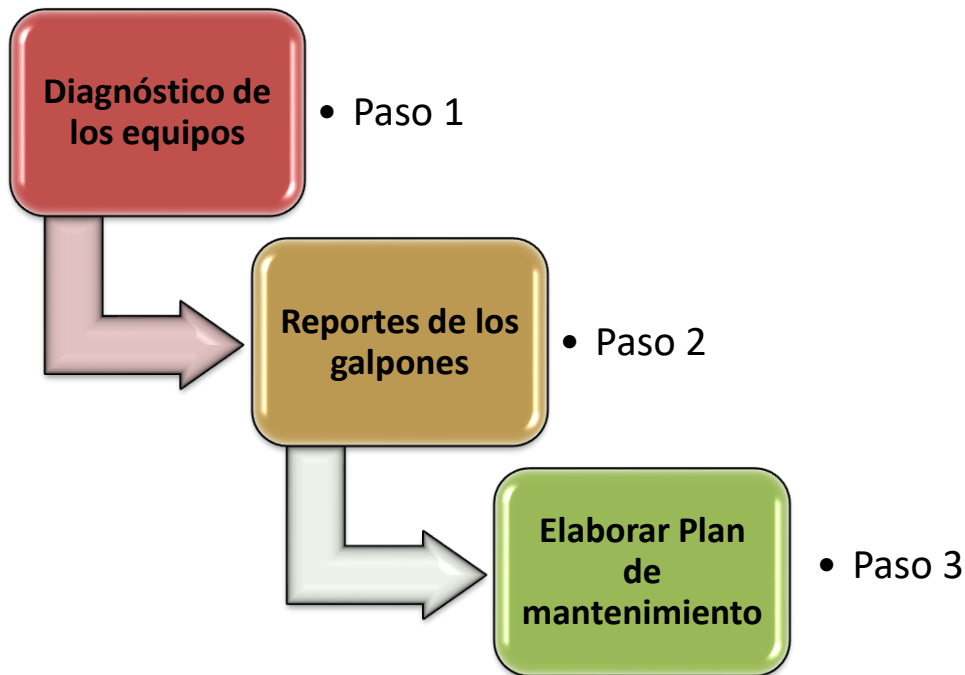 Diagnóstico de
los equipos
• Paso 1
Reportes de los
galpones
• Paso 2
Elaborar Plan
de
mantenimiento
• Paso 3